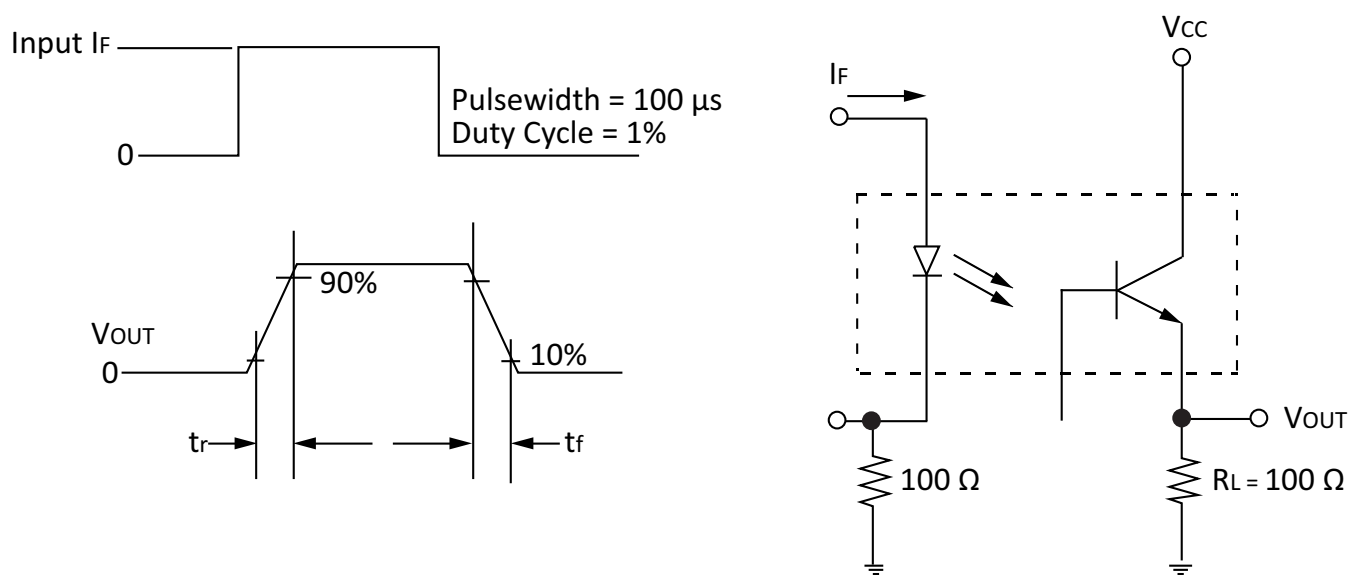 Input IF
Pulsewidth = 100 μs
Duty Cycle = 1%
0
90%
VOUT
0
10%
tr
tf
VCC
IF
VOUT
100 Ω
RL = 100 Ω